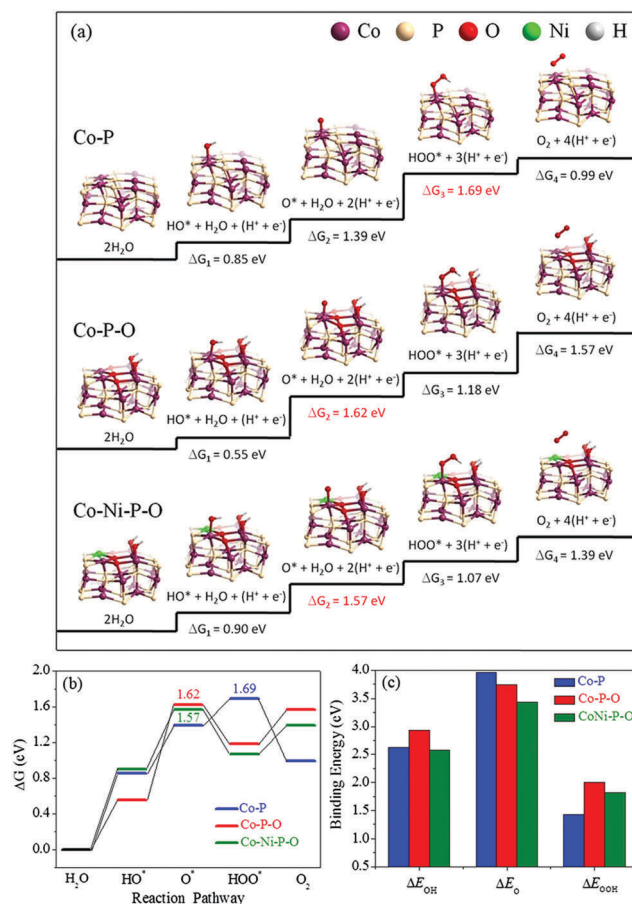 (a)
Co P O Ni H
Co-P
2H₂O
HO* + H₂O + (H⁺ + e⁻)
ΔG₁ = 0.85 eV
O* + H₂O + 2(H⁺ + e⁻)
ΔG₂ = 1.39 eV
HOO* + 3(H⁺ + e⁻)
ΔG₃ = 1.69 eV
O₂ + 4(H⁺ + e⁻)
ΔG₄ = 0.99 eV
Co-P-O
2H₂O
HO* + H₂O + (H⁺ + e⁻)
ΔG₁ = 0.55 eV
O* + H₂O + 2(H⁺ + e⁻)
ΔG₂ = 1.62 eV
HOO* + 3(H⁺ + e⁻)
ΔG₃ = 1.18 eV
O₂ + 4(H⁺ + e⁻)
ΔG₄ = 1.57 eV
Co-Ni-P-O
2H₂O
HO* + H₂O + (H⁺ + e⁻)
ΔG₁ = 0.90 eV
O* + H₂O + 2(H⁺ + e⁻)
ΔG₂ = 1.57 eV
HOO* + 3(H⁺ + e⁻)
ΔG₃ = 1.07 eV
O₂ + 4(H⁺ + e⁻)
ΔG₄ = 1.39 eV
(b)
ΔG (eV)
2.0
1.6
1.2
0.8
0.4
0.0
1.62
1.57
1.69
Co-P
Co-P-O
Co-Ni-P-O
H₂O HO* O* HOO* O₂
Reaction Pathway
(c)
Binding Energy (eV)
4.0
3.5
3.0
2.5
2.0
1.5
0.5
Co-P
Co-P-O
CoNi-P-O
ΔE_OH ΔE_O ΔE_OOH